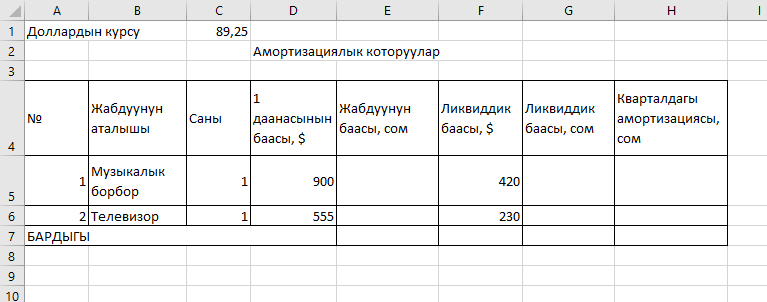 A B C D E F G H I
1 Доллардын курсу 89,25
2 Амортизациялык которуулар
3
4 № Жабдуунун аталышы Саны 1 даанасынын баасы, $ Жабдуунун баасы, сом Ликвиддик баасы, $ Ликвиддик баасы, сом Кварталдагы амортизациясы, сом
5 1 Музыкалык борбор 1 900 420
6 2 Телевизор 1 555 230
7 БАРДЫГЫ
8
9
10